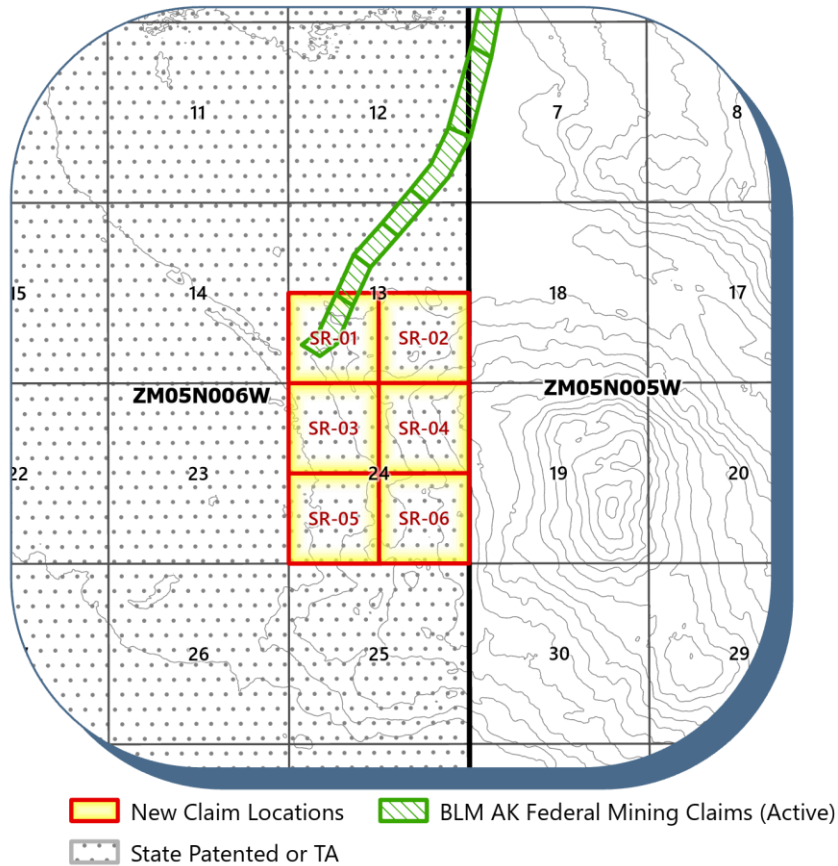 11 12 7 8
15 14 13 18 17
SR-01 SR-02
ZM05N006W ZM05N005W
SR-03 SR-04
22 23 24 19 20
SR-05 SR-06
26 25 30 29
New Claim Locations BLM AK Federal Mining Claims (Active)
State Patented or TA